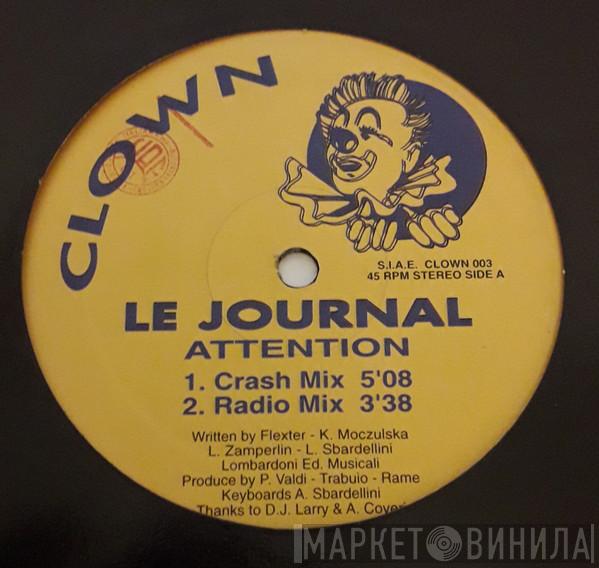 CLOWN
S.I.A.E. CLOWN 003
45 RPM STEREO SIDE A
LE JOURNAL
ATTENTION
1. Crash Mix 5'08
2. Radio Mix 3'38
Written by Flexter - K. Moczulska
L. Zamperlin - L. Sbardellini
Lombardoni Ed. Musicali
Produce by P. Valdi - Trabuio - Rame
Keyboards A. Sbardellini
Thanks to D.J. Larry & A.
МАРКЕТ ВИНИЛА